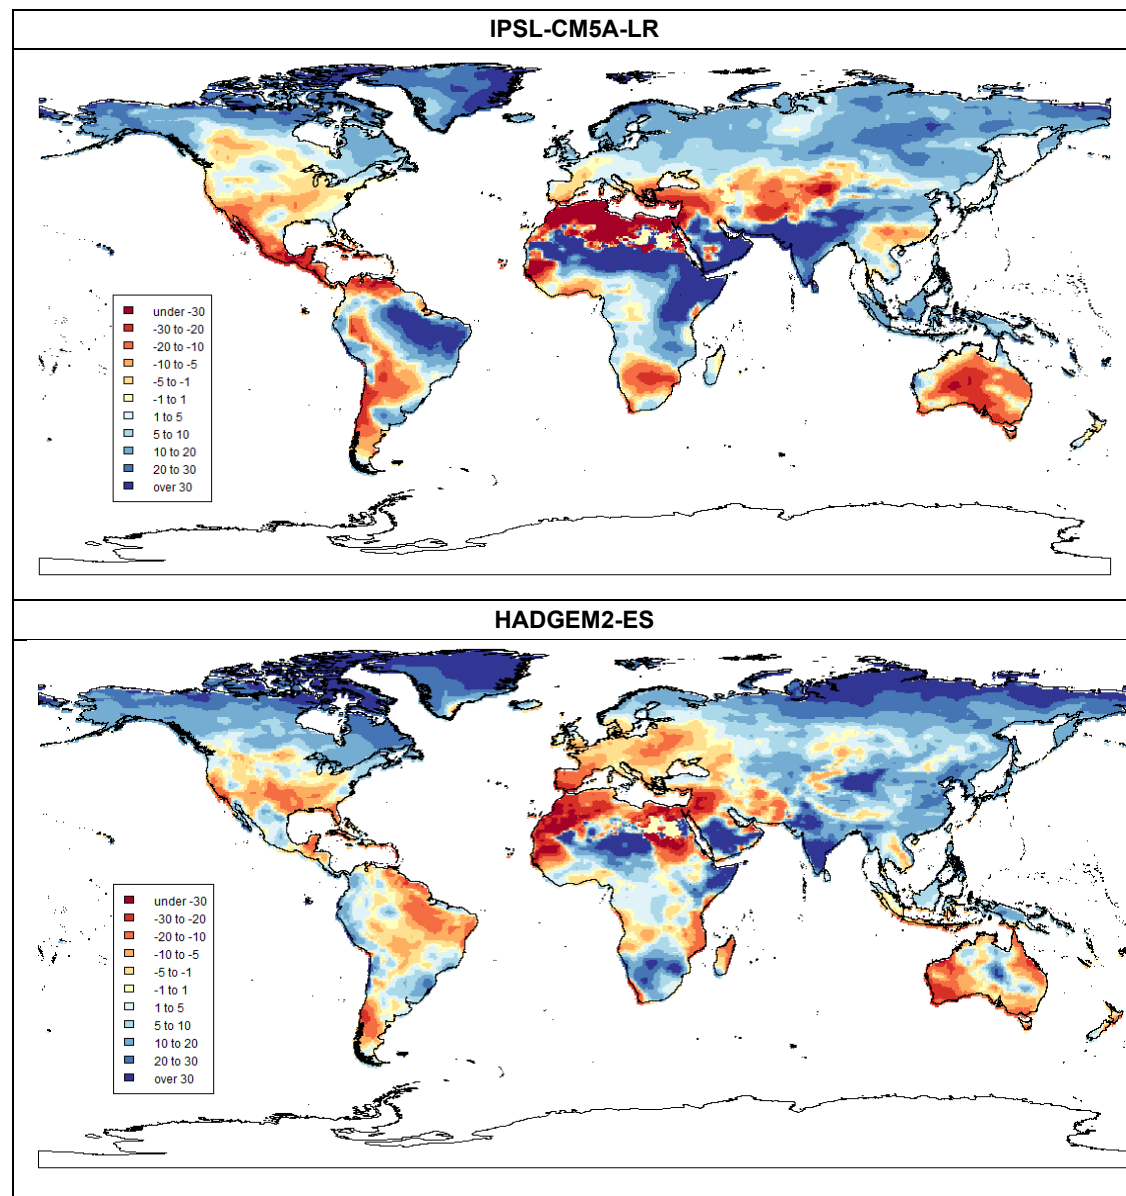 IPSL-CM5A-LR
under -30
-30 to -20
-20 to -10
-10 to -5
-5 to -1
-1 to 1
1 to 5
5 to 10
10 to 20
20 to 30
over 30
HADGEM2-ES
under -30
-30 to -20
-20 to -10
-10 to -5
-5 to -1
-1 to 1
1 to 5
5 to 10
10 to 20
20 to 30
over 30